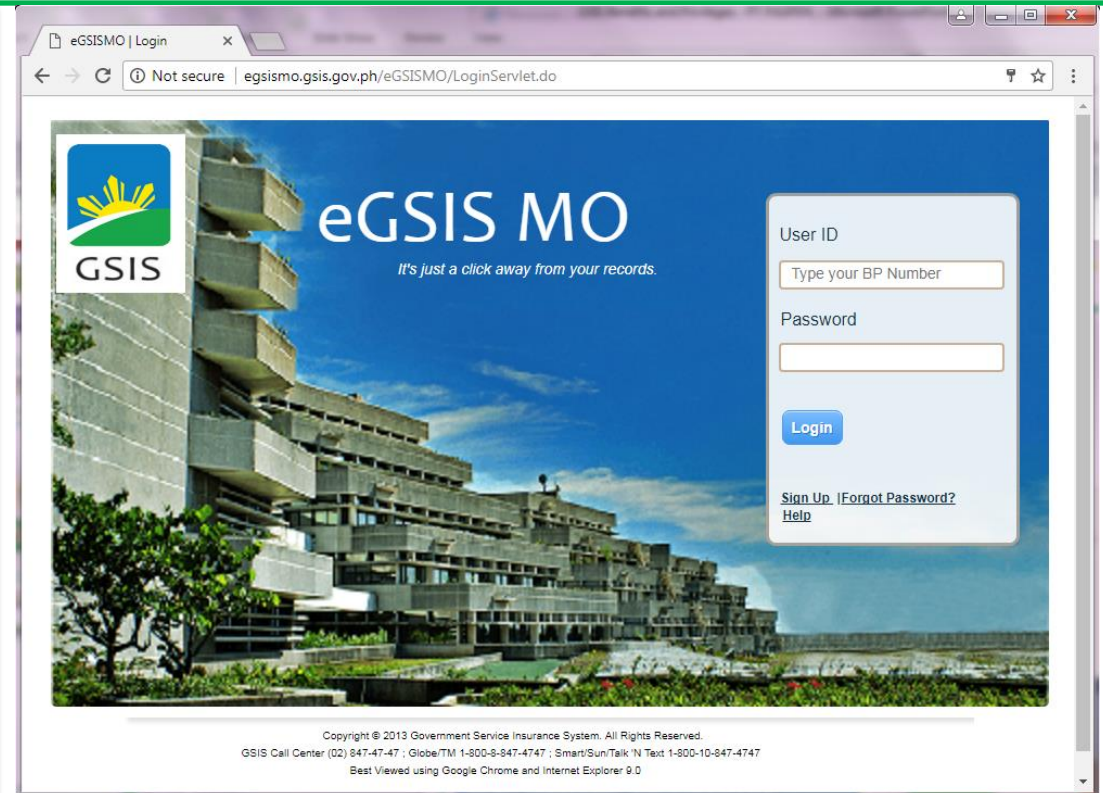 eGSISMO | Login
Not secure | egsismo.gsis.gov.ph/eGSISMO/LoginServlet.do
GSIS
eGSIS MO
It's just a click away from your records.
User ID
Type your BP Number
Password
Login
Sign Up |Forgot Password?
Help
Copyright © 2013 Government Service Insurance System. All Rights Reserved.
GSIS Call Center (02) 847-47-47 ; Globe/TM 1-800-8-847-4747 ; Smart/Sun/Talk 'N Text 1-800-10-847-4747
Best Viewed using Google Chrome and Internet Explorer 9.0